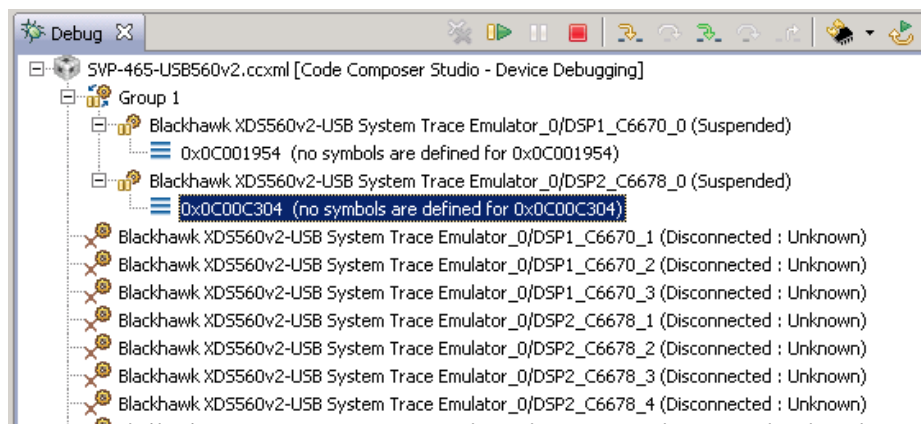 Debug
SVP-465-USB560v2.ccxml [Code Composer Studio - Device Debugging]
Group 1
Blackhawk XDS560v2-USB System Trace Emulator_0/DSP1_C6670_0 (Suspended)
0x0C001954 (no symbols are defined for 0x0C001954)
Blackhawk XDS560v2-USB System Trace Emulator_0/DSP2_C6678_0 (Suspended)
0x0C00C304 (no symbols are defined for 0x0C00C304)
Blackhawk XDS560v2-USB System Trace Emulator_0/DSP1_C6670_1 (Disconnected : Unknown)
Blackhawk XDS560v2-USB System Trace Emulator_0/DSP1_C6670_2 (Disconnected : Unknown)
Blackhawk XDS560v2-USB System Trace Emulator_0/DSP1_C6670_3 (Disconnected : Unknown)
Blackhawk XDS560v2-USB System Trace Emulator_0/DSP2_C6678_1 (Disconnected : Unknown)
Blackhawk XDS560v2-USB System Trace Emulator_0/DSP2_C6678_2 (Disconnected : Unknown)
Blackhawk XDS560v2-USB System Trace Emulator_0/DSP2_C6678_3 (Disconnected : Unknown)
Blackhawk XDS560v2-USB System Trace Emulator_0/DSP2_C6678_4 (Disconnected : Unknown)